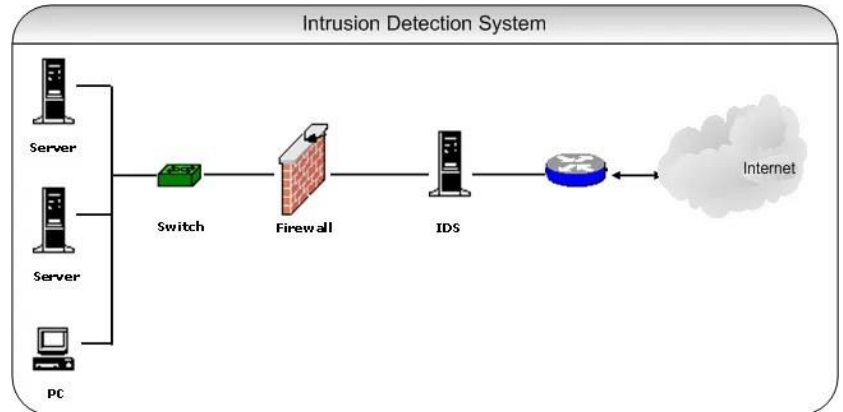 Intrusion Detection System
Server
Switch
Firewall
IDS
Internet
Server
PC